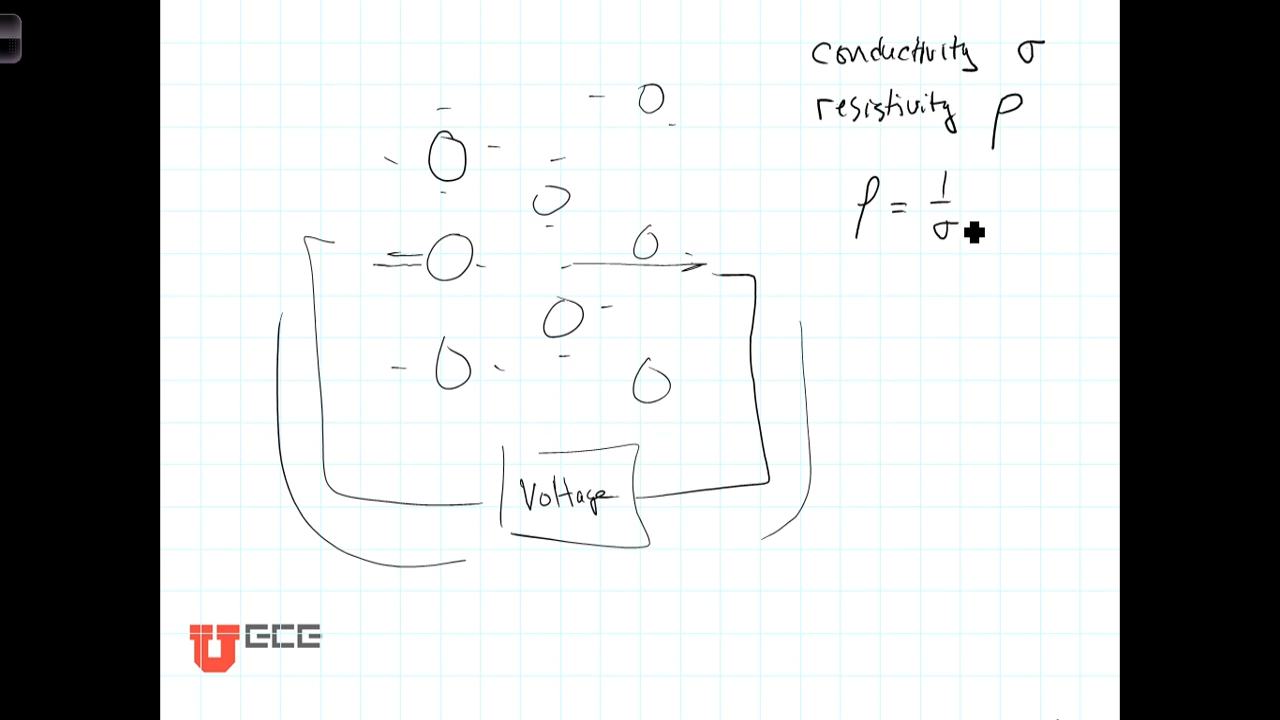 conductivity σ
resistivity ρ
ρ = 1/σ
Voltage
U ECE